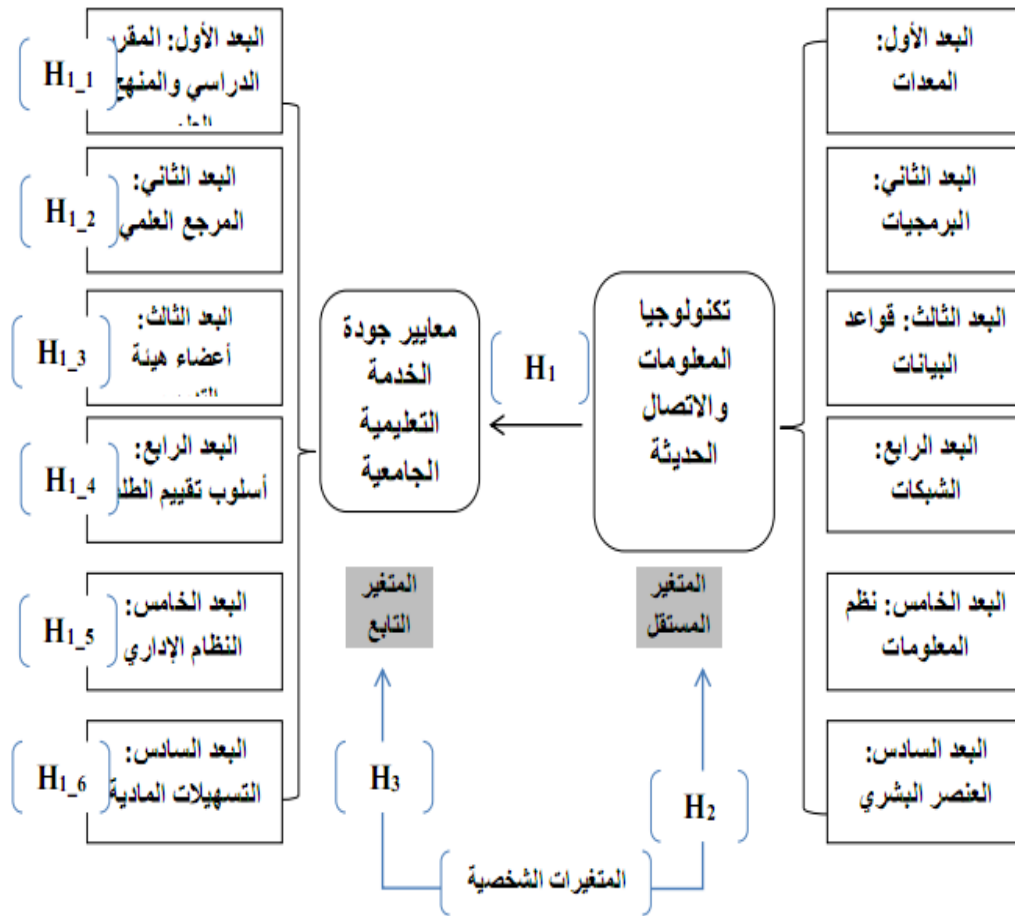 البعد الأول:
المعدات
البعد الثاني:
البرمجيات
البعد الثالث: قواعد
البيانات
البعد الرابع:
الشبكات
البعد الخامس: نظم
المعلومات
البعد السادس:
العنصر البشري
تكنولوجيا
المعلومات
والاتصال
الحديثة
المتغير
المستقل
H1
معايير جودة
الخدمة
التعليمية
الجامعية
المتغير
التابع
البعد الأول:
الدراسي والمنهج
H1_1
البعد الثاني:
المرجع العلمي
H1_2
البعد الثالث:
أعضاء هيئة
H1_3
البعد الرابع:
أسلوب تقييم
H1_4
البعد الخامس:
النظام الإداري
H1_5
البعد السادس:
التسهيلات المادية
H1_6
H2
H3
المتغيرات الشخصية